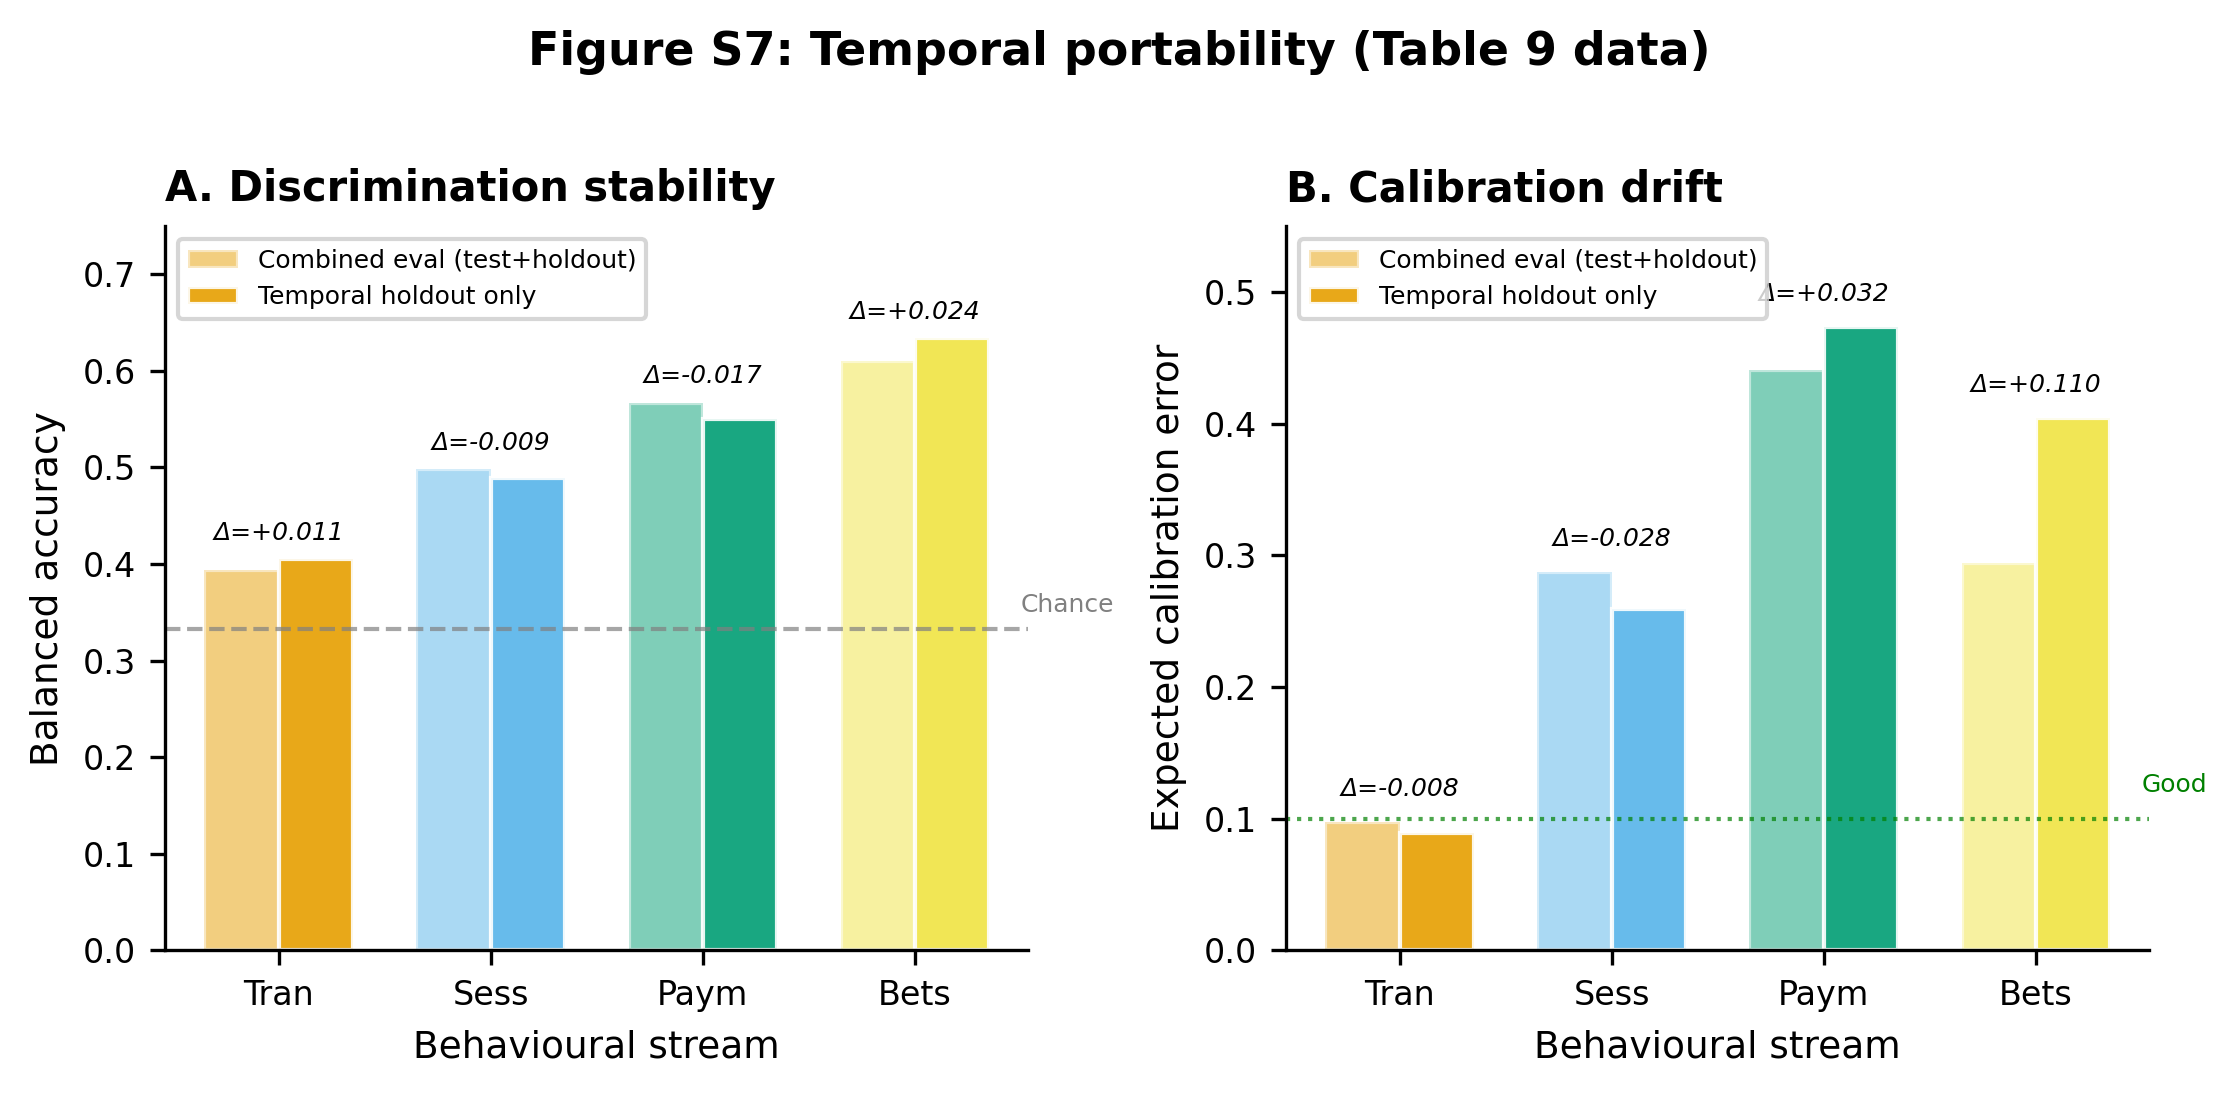 Figure S7: Temporal portability (Table 9 data)
A. Discrimination stability
Combined eval (test+holdout)
Temporal holdout only
Balanced accuracy
0.7
0.6
0.5
0.4
0.3
0.2
0.1
0.0
Δ=+0.011
Δ=-0.009
Δ=-0.017
Δ=+0.024
Chance
Tran
Sess
Paym
Bets
Behavioural stream
B. Calibration drift
Combined eval (test+holdout)
Temporal holdout only
Expected calibration error
0.5
0.4
0.3
0.2
0.1
0.0
Δ=-0.008
Δ=-0.028
Δ=+0.032
Δ=+0.110
Good
Tran
Sess
Paym
Bets
Behavioural stream